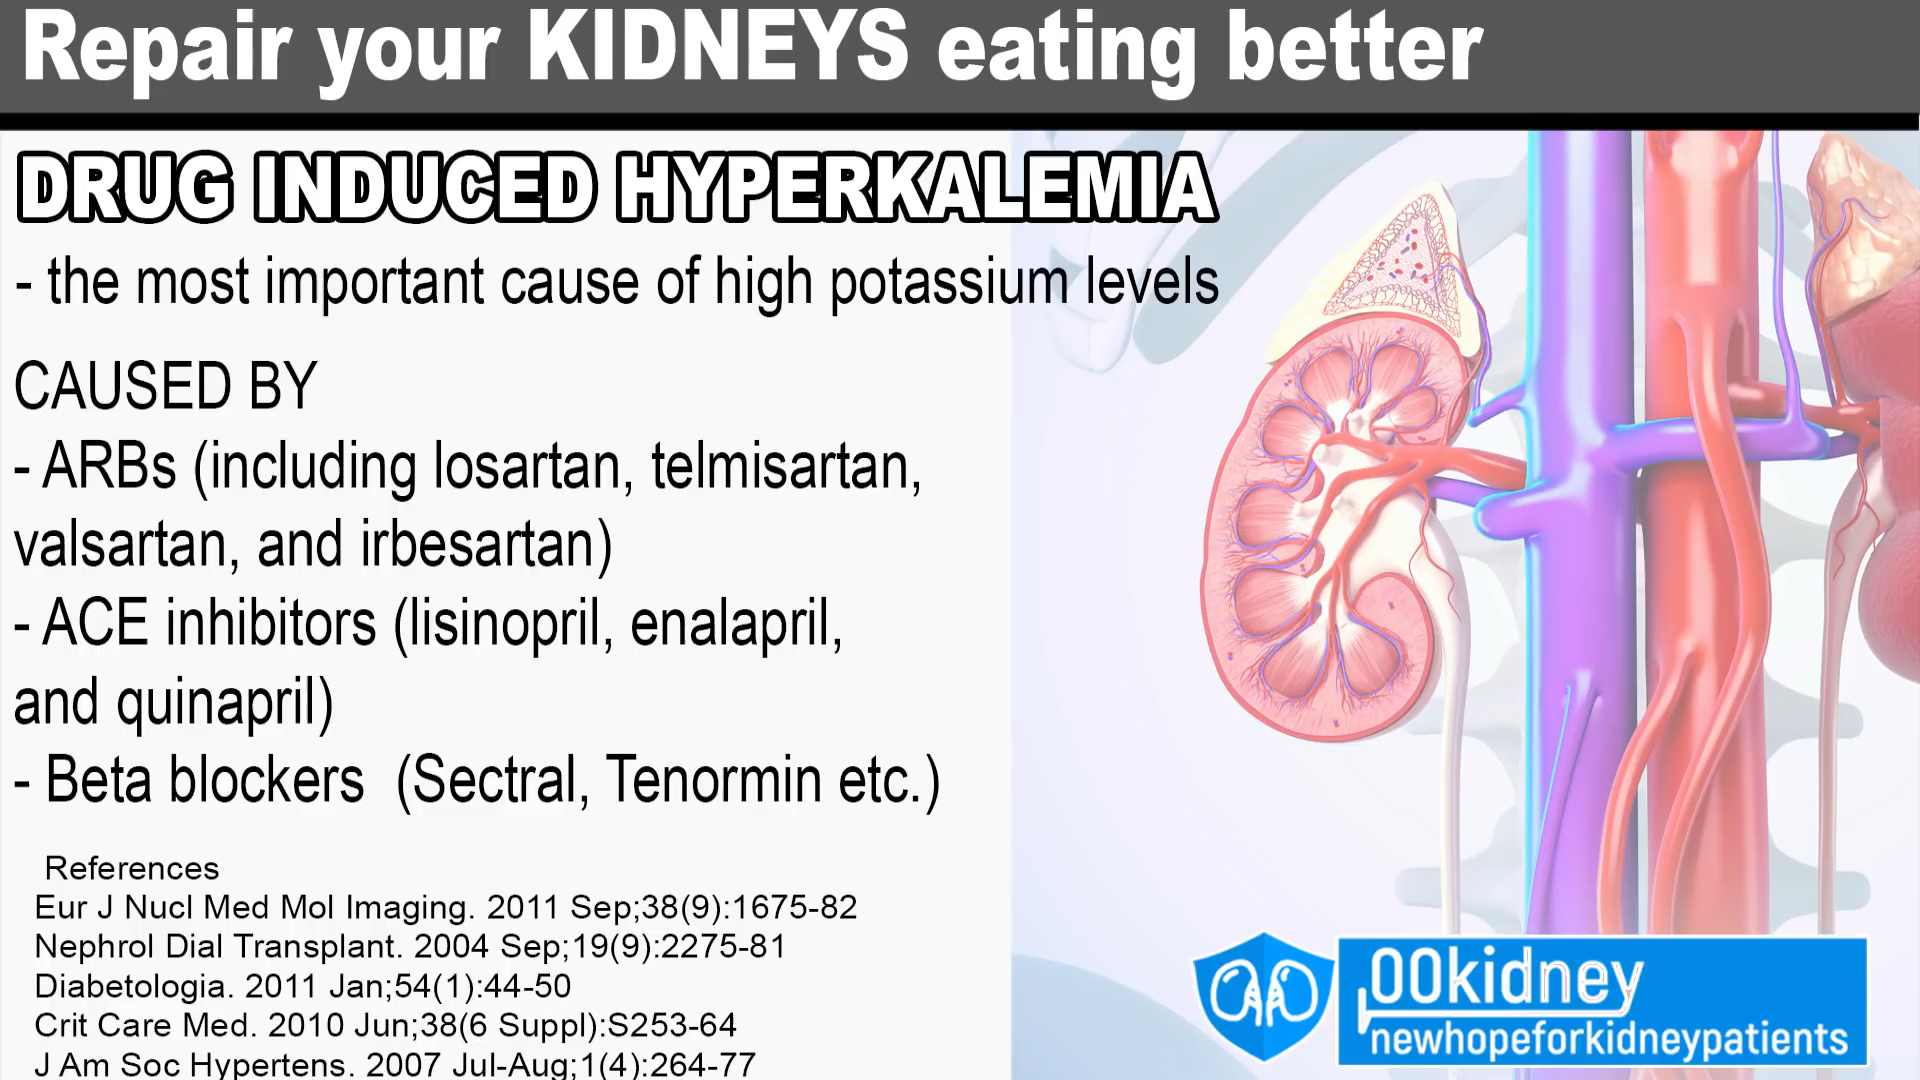 Repair your KIDNEYS eating better
DRUG INDUCED HYPERKALEMIA
- the most important cause of high potassium levels
CAUSED BY
- ARBs (including losartan, telmisartan,
valsartan, and irbesartan)
- ACE inhibitors (lisinopril, enalapril,
and quinapril)
- Beta blockers  (Sectral, Tenormin etc.)
References
Eur J Nucl Med Mol Imaging. 2011 Sep;38(9):1675-82
Nephrol Dial Transplant. 2004 Sep;19(9):2275-81
Diabetologia. 2011 Jan;54(1):44-50
Crit Care Med. 2010 Jun;38(6 Suppl):S253-64
J Am Soc Hypertens. 2007 Jul-Aug;1(4):264-77
00kidney
newhopeforkidneypatients